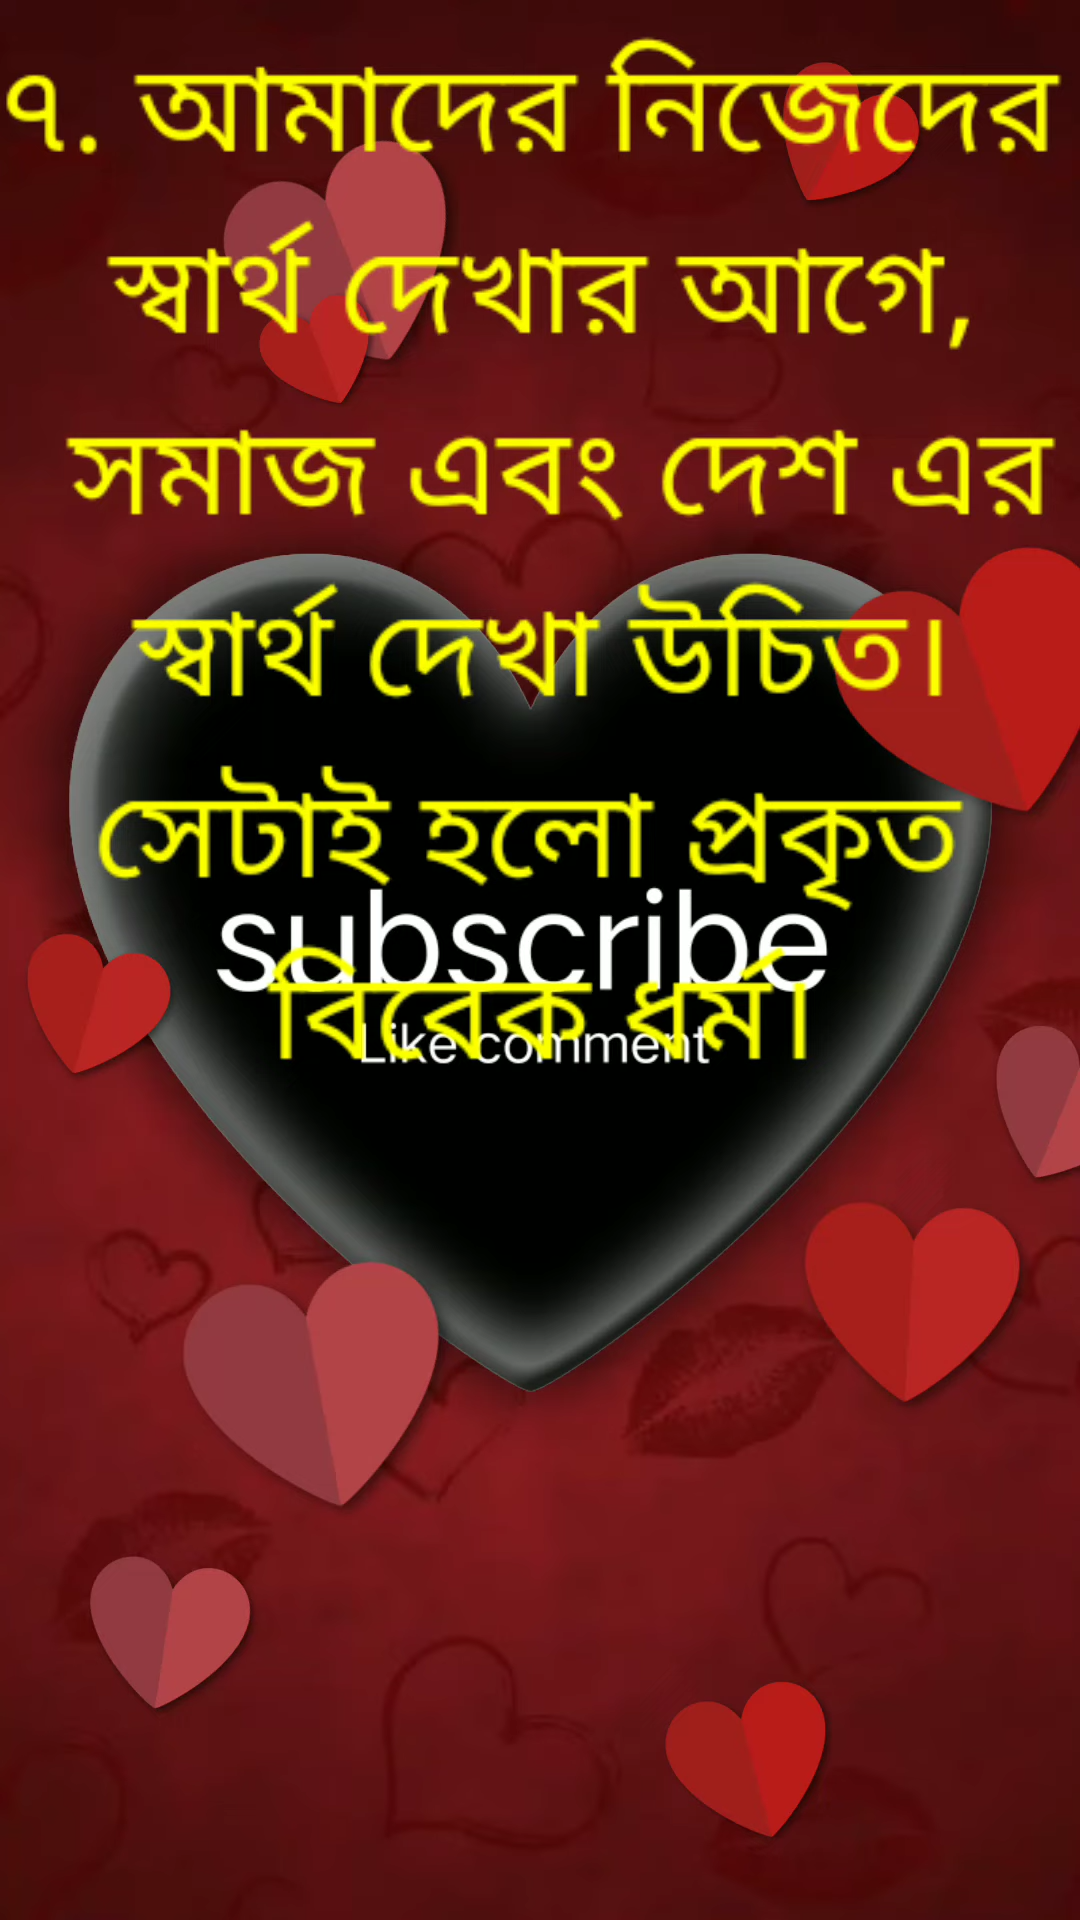 ৭. আমাদের নিজেদের
স্বার্থ দেখার আগে,
সমাজ এবং দেশ এর
স্বার্থ দেখা উচিত।
সেটাই হলো প্রকৃত
subscribe
বিবেক ধর্ম।
Like comment